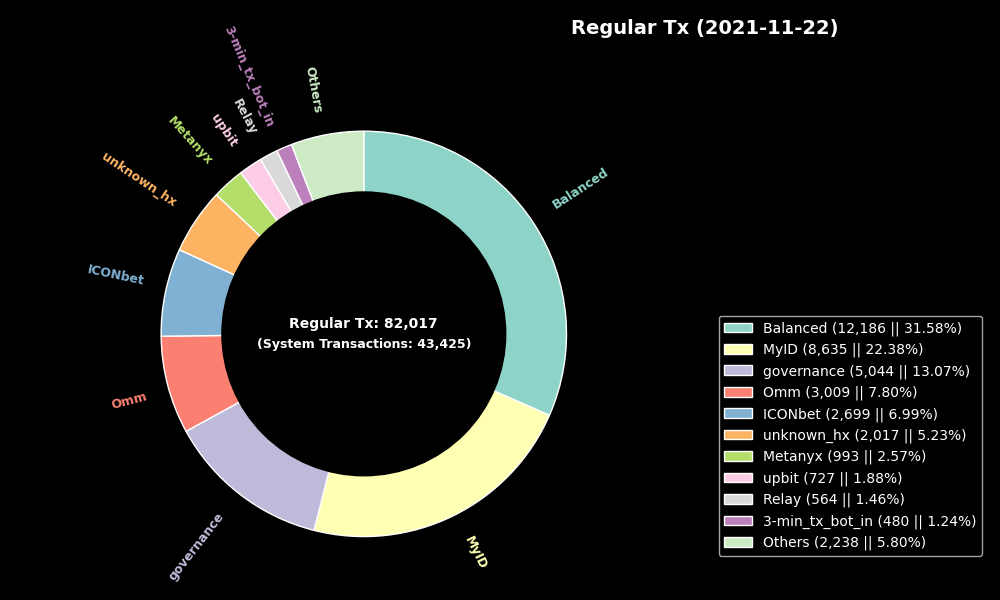 Regular Tx (2021-11-22)
3-min_tx_bot_in
Others
Relay
upbit
Metanyx
unknown_hx
Balanced
ICONbet
Omm
governance
MyID
Regular Tx: 82,017
(System Transactions: 43,425)
Balanced (12,186 || 31.58%)
MyID (8,635 || 22.38%)
governance (5,044 || 13.07%)
Omm (3,009 || 7.80%)
ICONbet (2,699 || 6.99%)
unknown_hx (2,017 || 5.23%)
Metanyx (993 || 2.57%)
upbit (727 || 1.88%)
Relay (564 || 1.46%)
3-min_tx_bot_in (480 || 1.24%)
Others (2,238 || 5.80%)